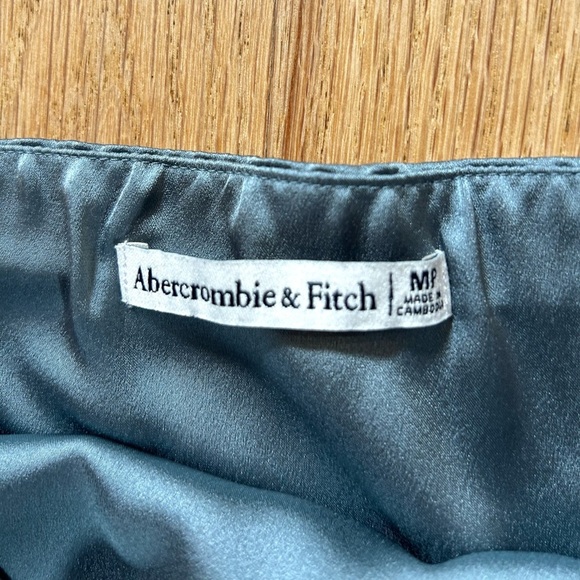 Abercrombie & Fitch | MP
MADE IN
CAMBODIA